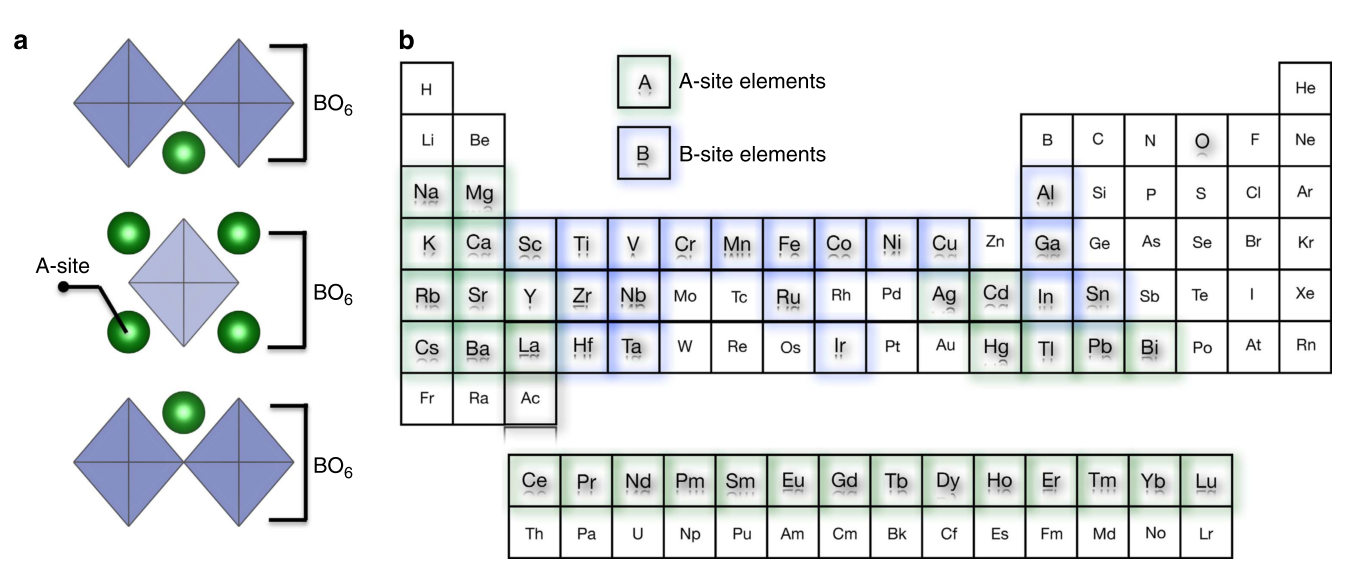 a
BO6
A-site
BO6
BO6
b
A A-site elements
B B-site elements
H He
Li Be B C N O F Ne
Na Mg Al Si P S Cl Ar
K Ca Sc Ti V Cr Mn Fe Co Ni Cu Zn Ga Ge As Se Br Kr
Rb Sr Y Zr Nb Mo Tc Ru Rh Pd Ag Cd In Sn Sb Te I Xe
Cs Ba La Hf Ta W Re Os Ir Pt Au Hg Tl Pb Bi Po At Rn
Fr Ra Ac
Ce Pr Nd Pm Sm Eu Gd Tb Dy Ho Er Tm Yb Lu
Th Pa U Np Pu Am Cm Bk Cf Es Fm Md No Lr